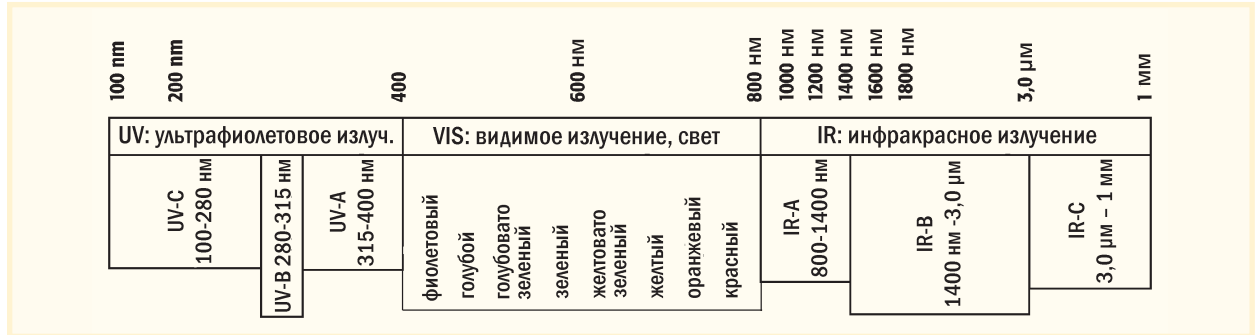 100 nm
200 nm
400
600 нм
800 нм
1000 нм
1200 нм
1400 нм
1600 нм
1800 нм
3,0 μм
1 мм
UV: ультрафиолетовое излуч.
VIS: видимое излучение, свет
IR: инфракрасное излучение
UV-C
100-280 нм
UV-B 280-315 нм
UV-A
315-400 нм
фиолетовый
голубой
голубовато
зеленый
зеленый
желтовато
зеленый
желтый
оранжевый
красный
IR-A
800-1400 нм
IR-B
1400 нм -3,0 μм
IR-C
3,0 μм – 1 мм